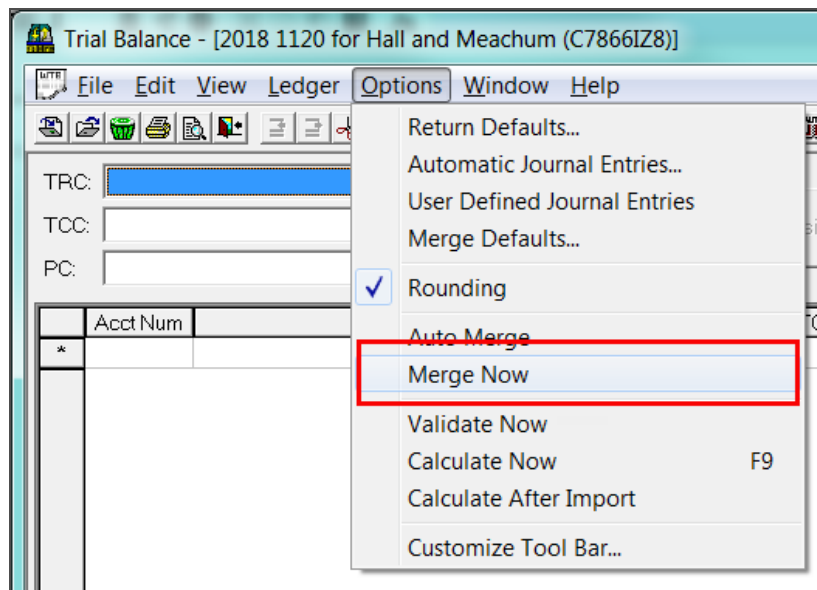 Trial Balance - [2018 1120 for Hall and Meachum (C7866IZ8)]
WTB File Edit View Ledger Options Window Help
Return Defaults...
Automatic Journal Entries...
TRC:
User Defined Journal Entries
TCC:
Merge Defaults...
PC:
Rounding
Acct Num
Auto Merge
*
Merge Now
Validate Now
Calculate Now F9
Calculate After Import
Customize Tool Bar...